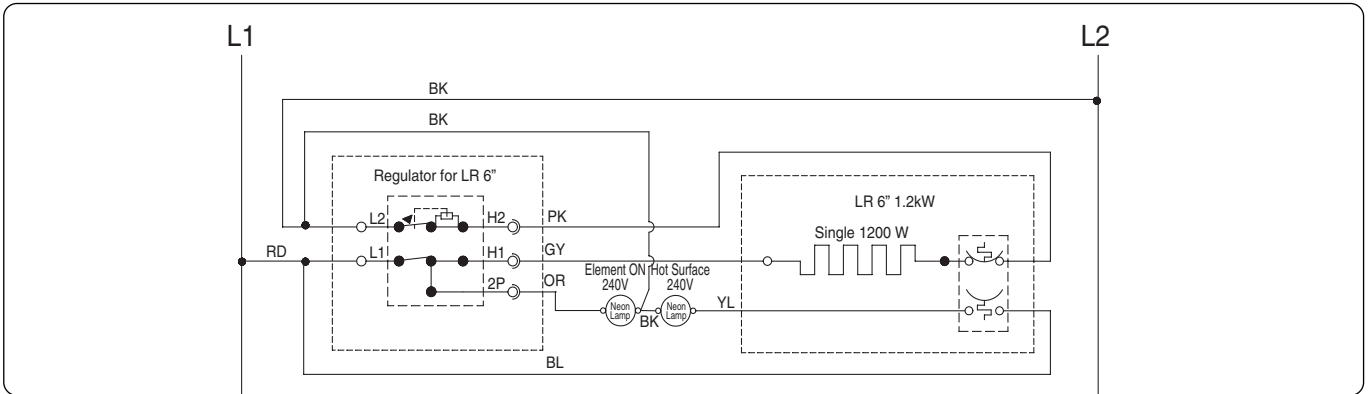 L1
L2
BK
BK
Regulator for LR 6”
LR 6” 1.2kW
L2
H2
PK
Single 1200 W
RD
L1
H1
GY
Element ON Hot Surface
240V
240V
2P
OR
Neon
Lamp
BK
Neon
Lamp
YL
BL